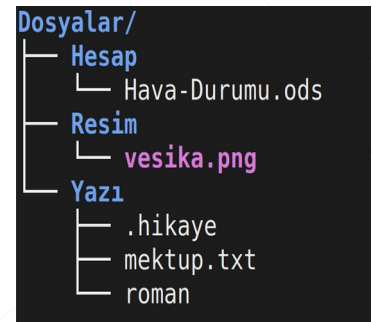 Dosyalar/
├── Hesap
│   └── Hava-Durumu.ods
├── Resim
│   └── vesika.png
└── Yazı
    ├── .hikaye
    ├── mektup.txt
    └── roman